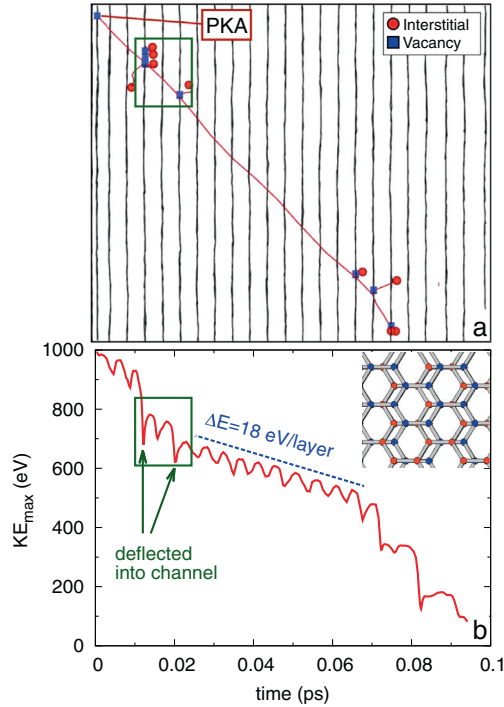 PKA
Interstitial
Vacancy
a
1000
800
600
400
200
0
KE_max (eV)
ΔE=18 eV/layer
deflected
into channel
b
0
0.02
0.04
0.06
0.08
0.1
time (ps)